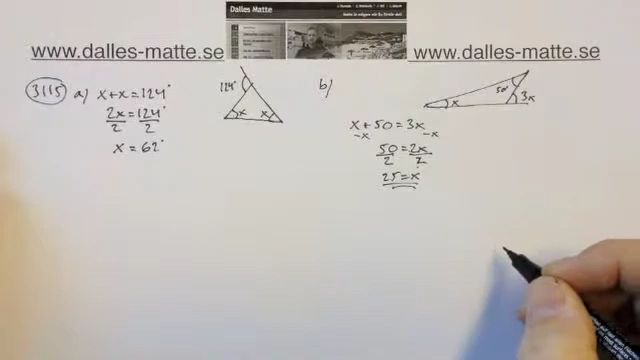 Dalles Matte
www.dalles-matte.se
www.dalles-matte.se
3115 a) x+x=124°
2x=124°
2 2
x=62°
124°
x x
b)
50°
x 3x
x+50=3x
-x -x
50=2x
2 2
25=x